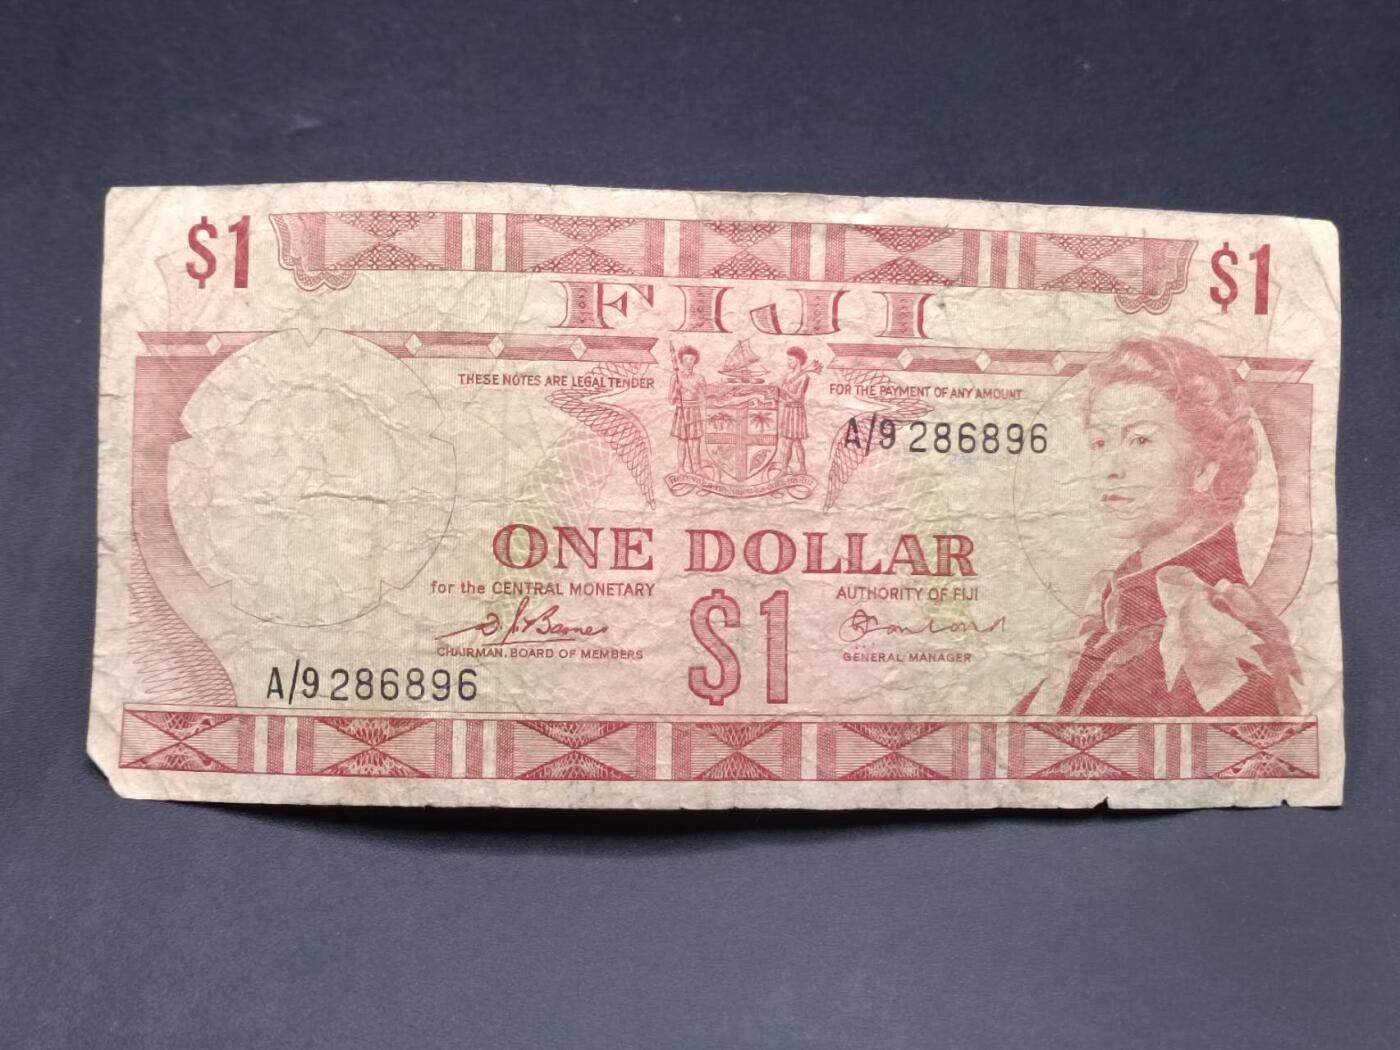 $1
$1
FIJI
THESE NOTES ARE LEGAL TENDER
FOR THE PAYMENT OF ANY AMOUNT
A/9 286896
ONE DOLLAR
for the CENTRAL MONETARY
AUTHORITY OF FIJI
$1
CHAIRMAN, BOARD OF MEMBERS
GENERAL MANAGER
A/9 286896